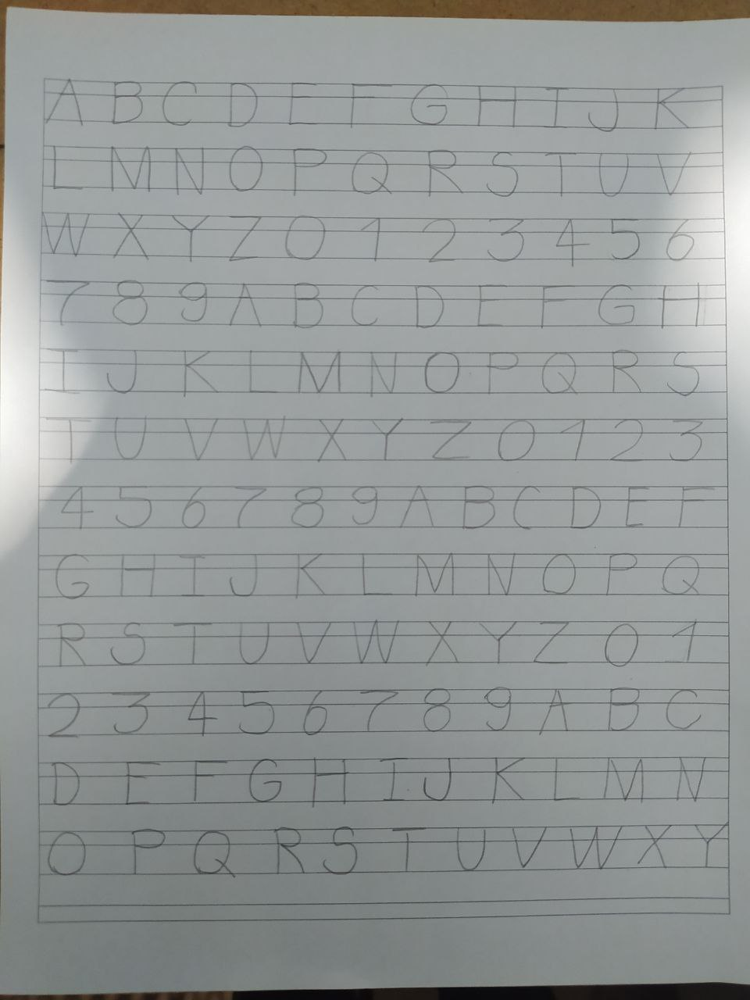 A B C D E F G H I J K
L M N O P Q R S T U V
W X Y Z 0 1 2 3 4 5 6
7 8 9 A B C D E F G H
I J K L M N O P Q R S
T U V W X Y Z 0 1 2 3
4 5 6 7 8 9 A B C D E F
G H I J K L M N O P Q
R S T U V W X Y Z 0 1
2 3 4 5 6 7 8 9 A B C
D E F G H I J K L M N
O P Q R S T U V W X Y